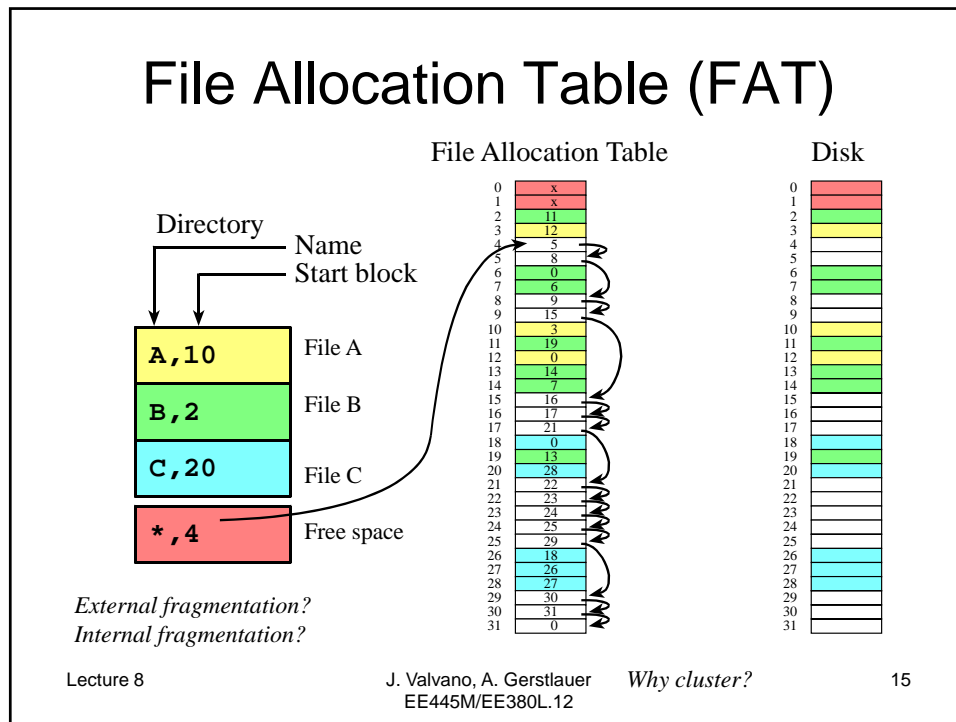 File Allocation Table (FAT)
File Allocation Table
Disk
Directory
Name
Start block
A,10
File A
B,2
File B
C,20
File C
*,4
Free space
External fragmentation?
Internal fragmentation?
0 x 0
1 x 1
2 11 2
3 12 3
4 5 4
5 8 5
6 0 6
7 6 7
8 9 8
9 15 9
10 3 10
11 19 11
12 0 12
13 14 13
14 7 14
15 16 15
16 17 16
17 21 17
18 0 18
19 13 19
20 28 20
21 22 21
22 23 22
23 24 23
24 25 24
25 29 25
26 18 26
27 26 27
28 27 28
29 30 29
30 31 30
31 0 31
Lecture 8
J. Valvano, A. Gerstlauer
EE445M/EE380L.12
Why cluster?
15